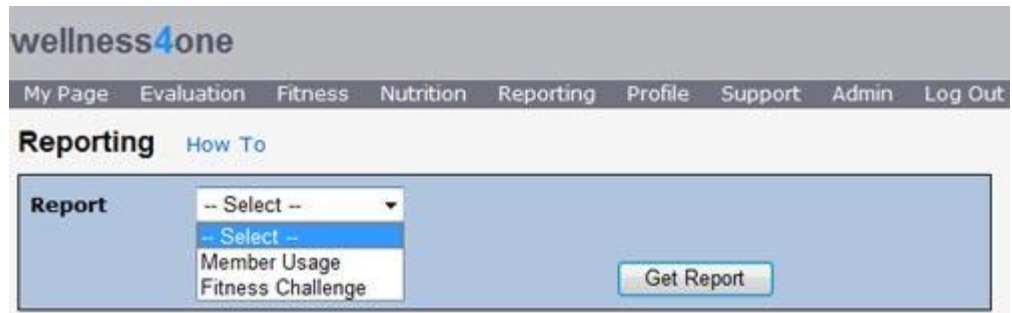 wellness4one
My Page Evaluation Fitness Nutrition Reporting Profile Support Admin Log Out
Reporting How To
Report -- Select --
-- Select --
Member Usage
Fitness Challenge
Get Report